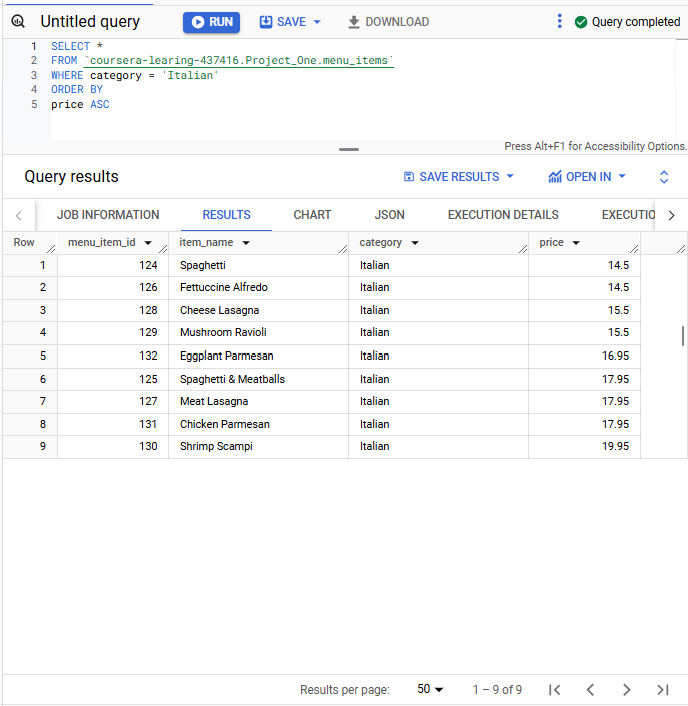 Untitled query RUN SAVE DOWNLOAD Query completed
1 SELECT *
2 FROM `coursera-learing-437416.Project_One.menu_items`
3 WHERE category = 'Italian'
4 ORDER BY
5 price ASC
Press Alt+F1 for Accessibility Options.
Query results SAVE RESULTS OPEN IN
JOB INFORMATION RESULTS CHART JSON EXECUTION DETAILS EXECUTIO
Row menu_item_id item_name category price
1 124 Spaghetti Italian 14.5
2 126 Fettuccine Alfredo Italian 14.5
3 128 Cheese Lasagna Italian 15.5
4 129 Mushroom Ravioli Italian 15.5
5 132 Eggplant Parmesan Italian 16.95
6 125 Spaghetti & Meatballs Italian 17.95
7 127 Meat Lasagna Italian 17.95
8 131 Chicken Parmesan Italian 17.95
9 130 Shrimp Scampi Italian 19.95
Results per page: 50 1 – 9 of 9